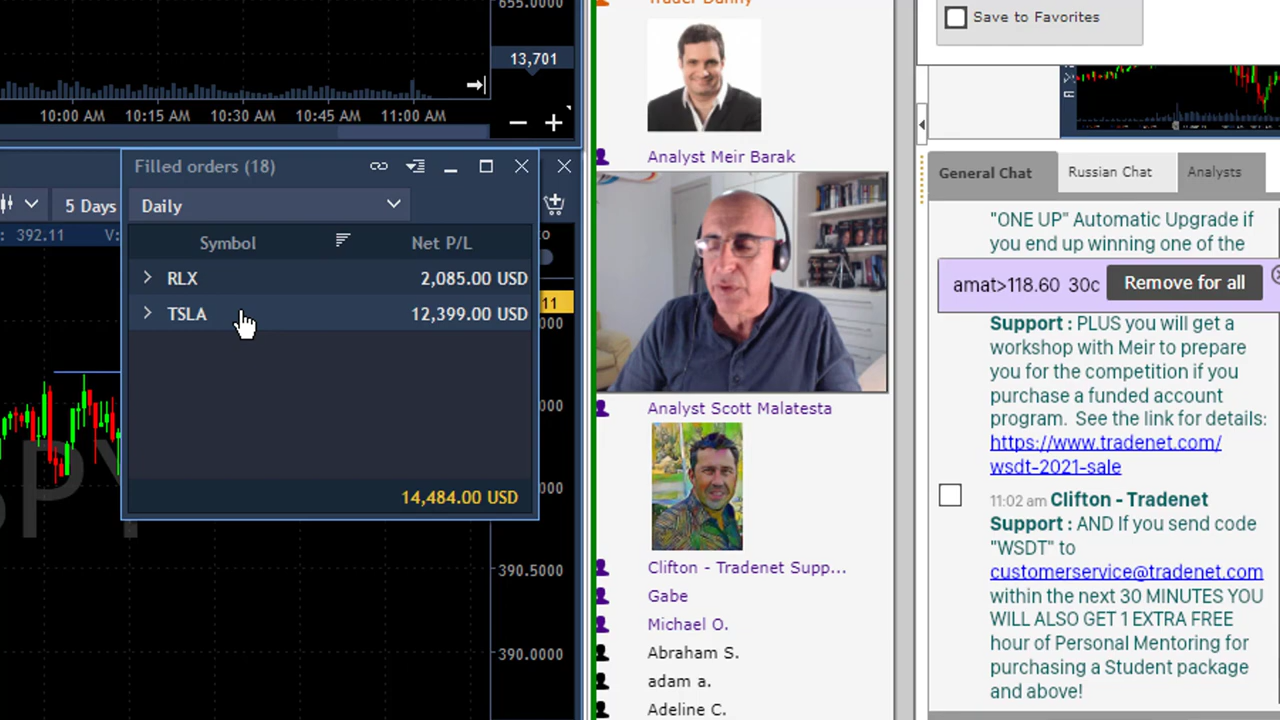 655.0000
13,701
10:00 AM 10:15 AM 10:30 AM 10:45 AM 11:00 AM
Filled orders (18)
5 Days
Daily
: 392.11 V:
Symbol Net P/L
RLX 2,085.00 USD
TSLA 12,399.00 USD
14,484.00 USD
11
390.5000
390.0000
Trader Danny
Analyst Meir Barak
Analyst Scott Malatesta
Clifton - Tradenet Supp...
Gabe
Michael O.
Abraham S.
adam a.
Adeline C.
Save to Favorites
General Chat Russian Chat Analysts
"ONE UP" Automatic Upgrade if
you end up winning one of the
amat>118.60 30c Remove for all
Support : PLUS you will get a
workshop with Meir to prepare
you for the competition if you
purchase a funded account
program. See the link for details:
https://www.tradenet.com/
wsdt-2021-sale
11:02 am Clifton - Tradenet
Support : AND If you send code
"WSDT" to
customerservice@tradenet.com
within the next 30 MINUTES YOU
WILL ALSO GET 1 EXTRA FREE
hour of Personal Mentoring for
purchasing a Student package
and above!